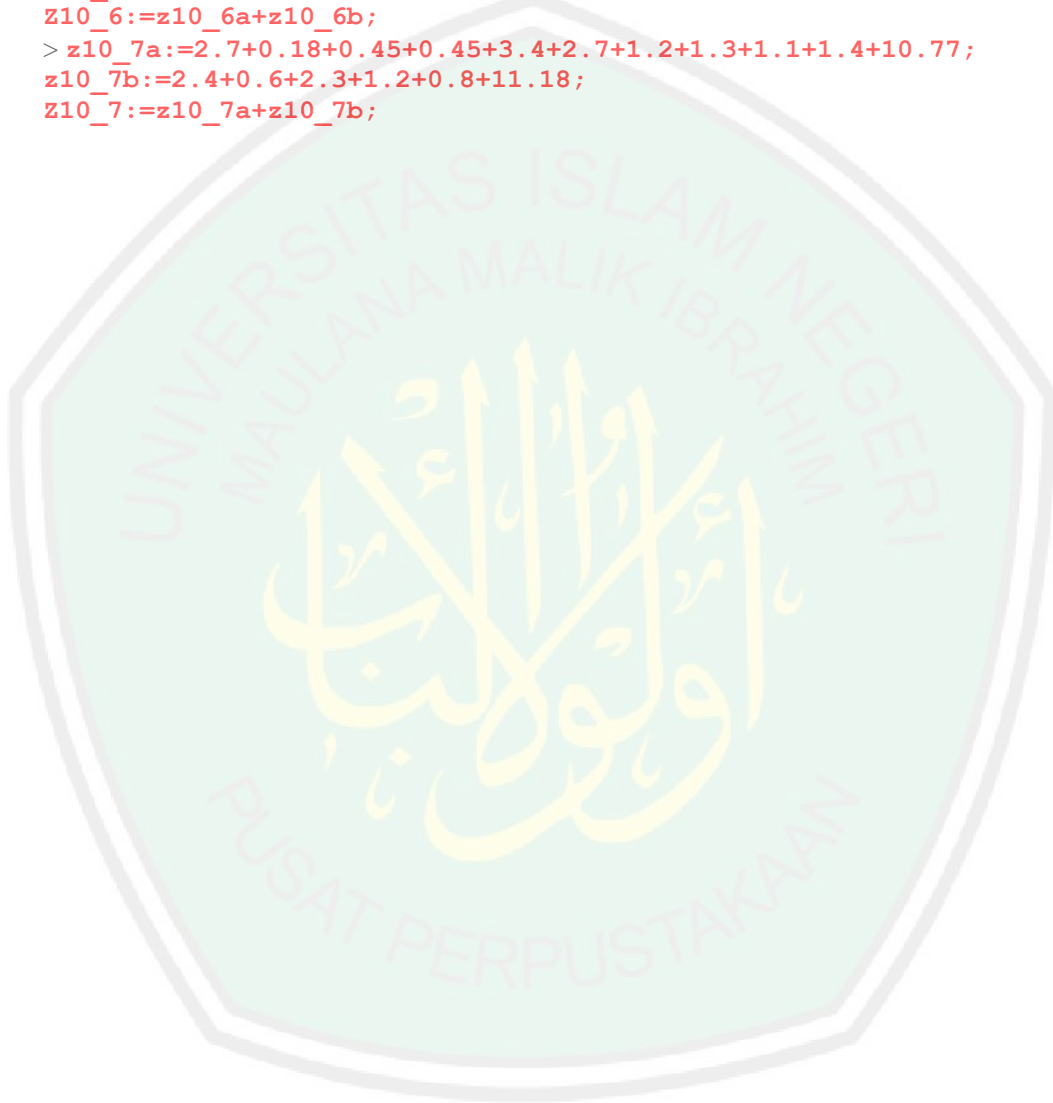 Z10_6:=z10_6a+z10_6b;
> z10_7a:=2.7+0.18+0.45+0.45+3.4+2.7+1.2+1.3+1.1+1.4+10.77;
z10_7b:=2.4+0.6+2.3+1.2+0.8+11.18;
Z10_7:=z10_7a+z10_7b;
UNIVERSITAS ISLAM NEGERI
MAULANA MALIK IBRAHIM
أولو الألباب
PUSAT PERPUSTAKAAN